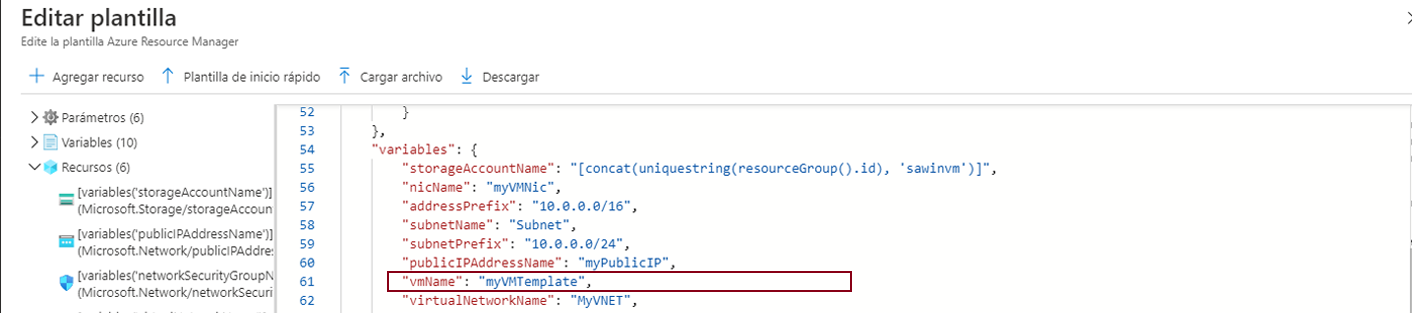 Editar plantilla
Edite la plantilla Azure Resource Manager
Agregar recurso Plantilla de inicio rápido Cargar archivo Descargar
Parámetros (6)
Variables (10)
Recursos (6)
[variables('storageAccountName')]
(Microsoft.Storage/storageAccoun
[variables('publicIPAddressName')]
(Microsoft.Network/publicIPAddre
[variables('networkSecurityGroupN
(Microsoft.Network/networkSecuri
52 }
53 },
54 "variables": {
55 "storageAccountName": "[concat(uniquestring(resourceGroup().id), 'sawinvm')]",
56 "nicName": "myVMNic",
57 "addressPrefix": "10.0.0.0/16",
58 "subnetName": "Subnet",
59 "subnetPrefix": "10.0.0.0/24",
60 "publicIPAddressName": "myPublicIP",
61 "vmName": "myVMTemplate",
62 "virtualNetworkName": "MyVNET",